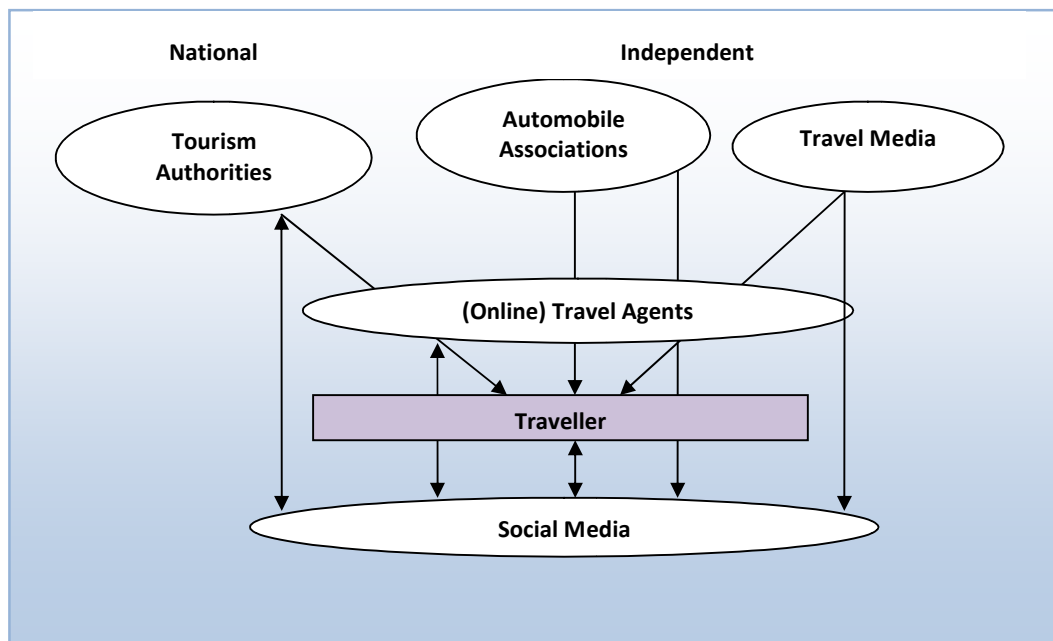 National
Independent
Tourism
Authorities
Automobile
Associations
Travel Media
(Online) Travel Agents
Traveller
Social Media